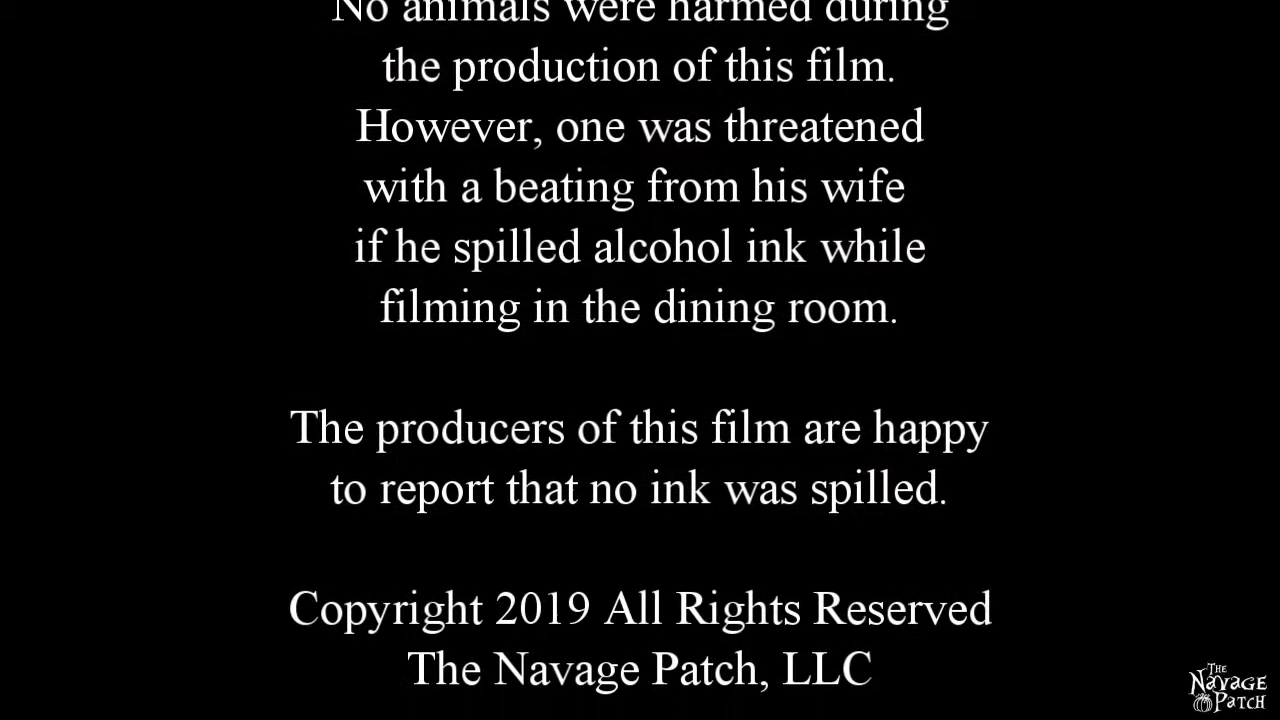 No animals were harmed during
the production of this film.
However, one was threatened
with a beating from his wife
if he spilled alcohol ink while
filming in the dining room.
The producers of this film are happy
to report that no ink was spilled.
Copyright 2019 All Rights Reserved
The Navage Patch, LLC
THE
NAVAGE
PATCH